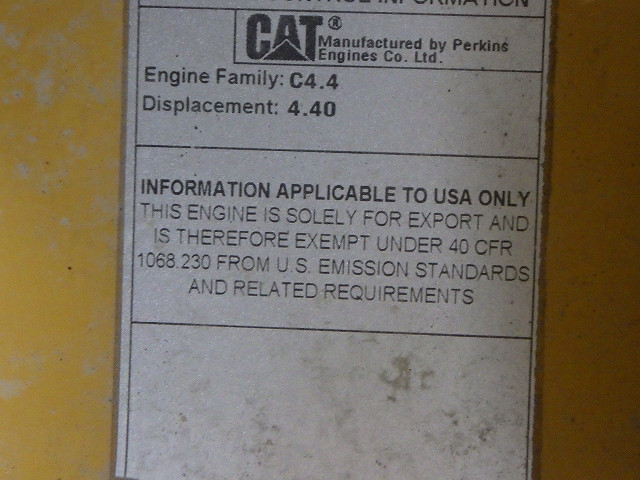 CONTROL INFORMATION
CAT® Manufactured by Perkins
Engines Co. Ltd.
Engine Family: C4.4
Displacement: 4.40
INFORMATION APPLICABLE TO USA ONLY
THIS ENGINE IS SOLELY FOR EXPORT AND
IS THEREFORE EXEMPT UNDER 40 CFR
1068.230 FROM U.S. EMISSION STANDARDS
AND RELATED REQUIREMENTS